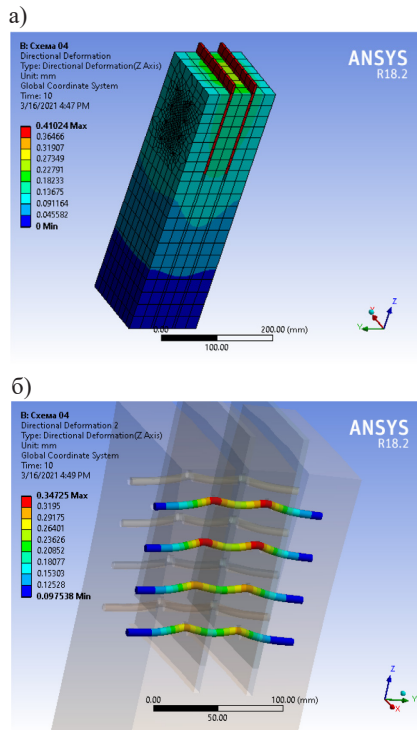 а)
B: Схема 04
Directional Deformation
Type: Directional Deformation(Z Axis)
Unit: mm
Global Coordinate System
Time: 10
3/16/2021 4:47 PM
ANSYS
R18.2
0.41024 Max
0.36466
0.31907
0.27349
0.22791
0.18233
0.13675
0.091164
0.045582
0 Min
0.00
200.00 (mm)
100.00
X
Y
Z
б)
B: Схема 04
Directional Deformation 2
Type: Directional Deformation(Z Axis)
Unit: mm
Global Coordinate System
Time: 10
3/16/2021 4:49 PM
ANSYS
R18.2
0.34725 Max
0.3195
0.29175
0.26401
0.23626
0.20852
0.18077
0.15303
0.12528
0.097538 Min
0.00
100.00 (mm)
50.00
Z
Y
X